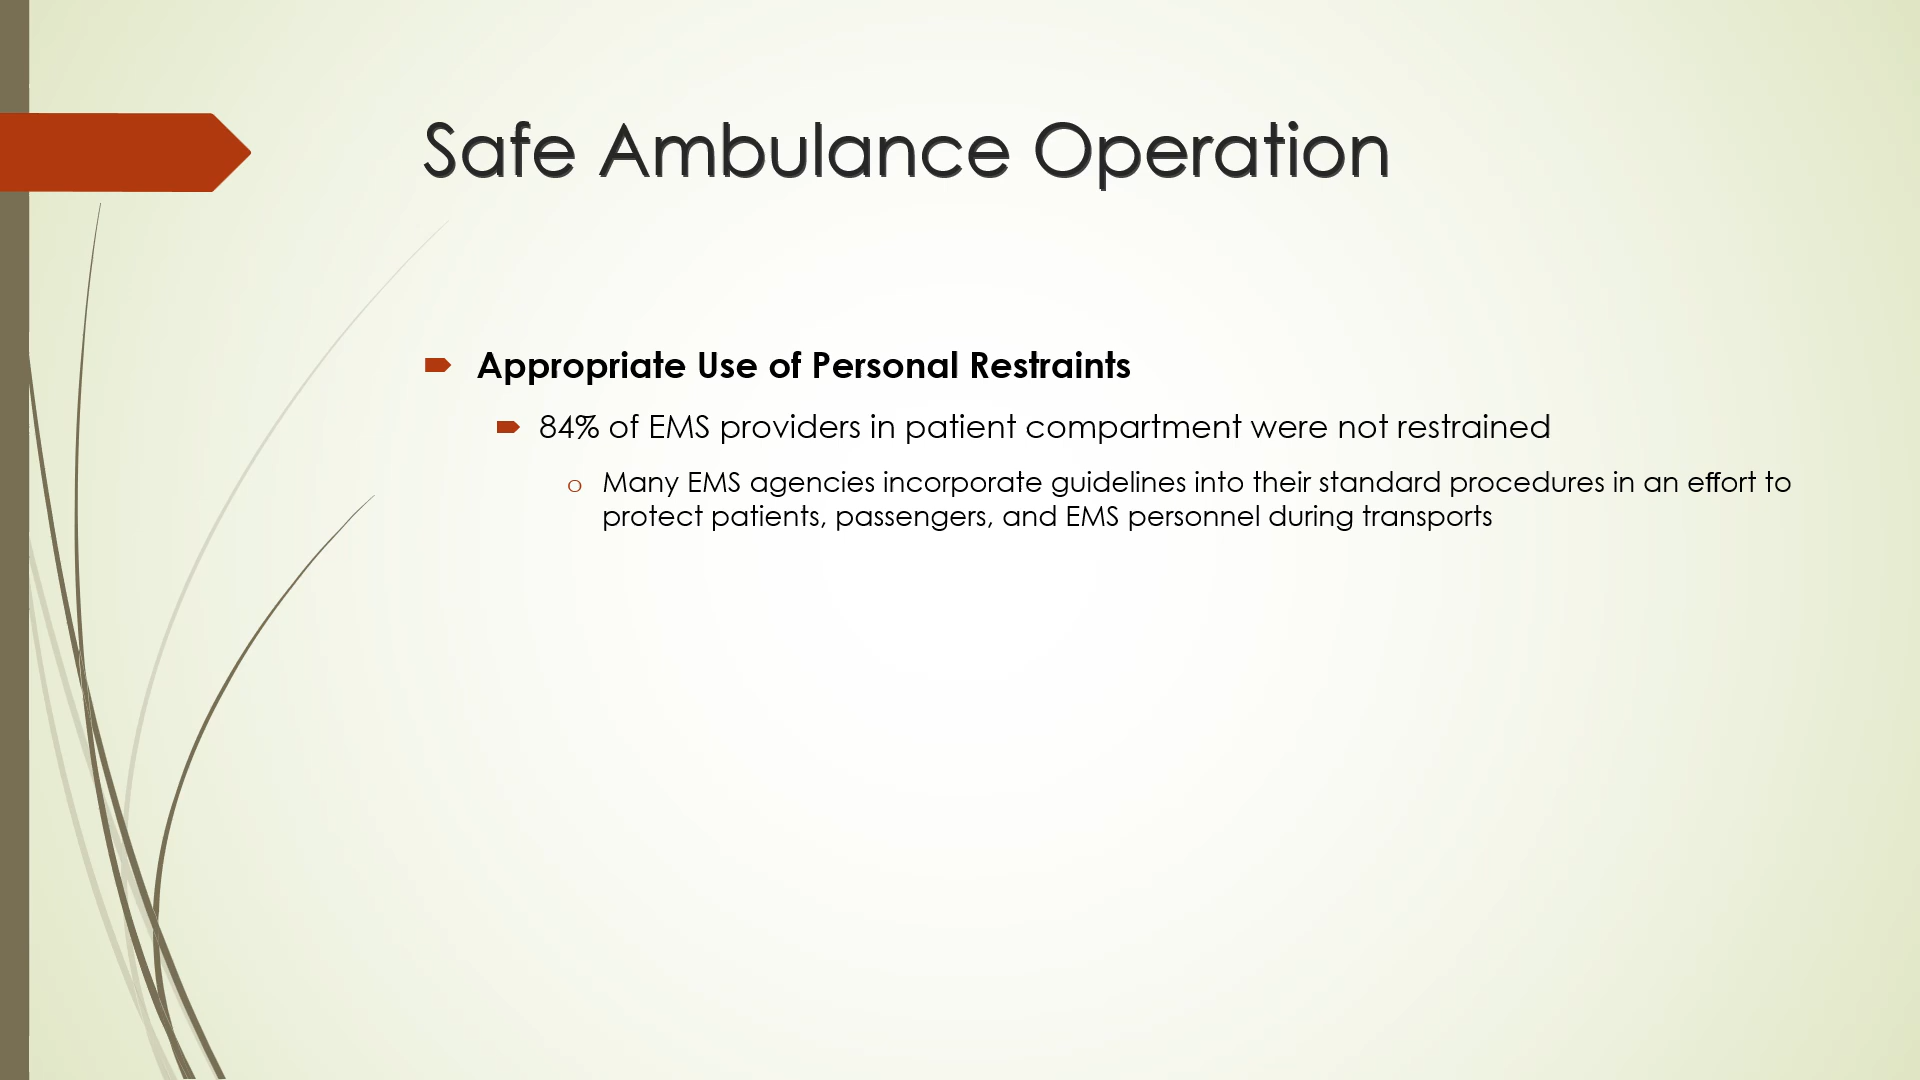 Safe Ambulance Operation
Appropriate Use of Personal Restraints
84% of EMS providers in patient compartment were not restrained
o Many EMS agencies incorporate guidelines into their standard procedures in an effort to
protect patients, passengers, and EMS personnel during transports